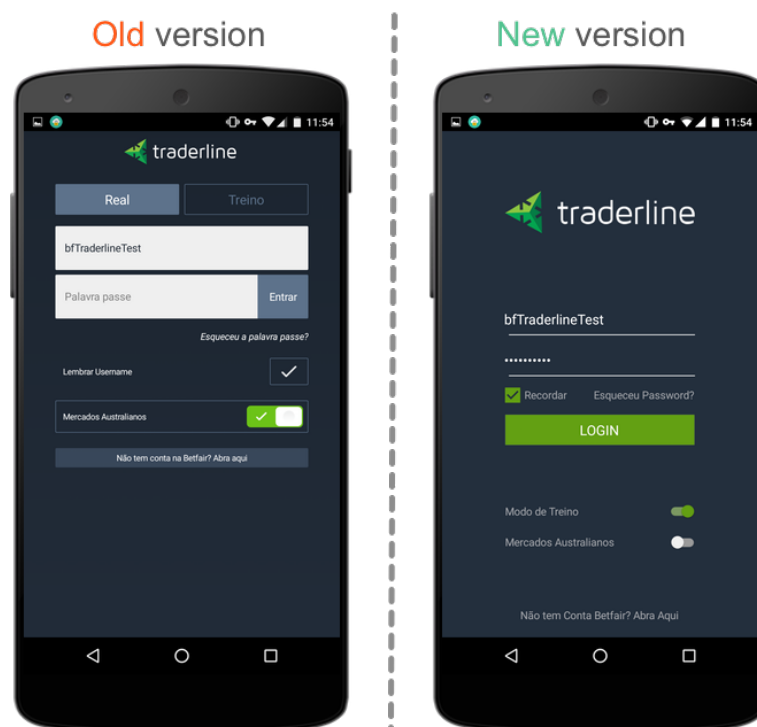 Old version
11:54
traderline
Real
Treino
bfTraderlineTest
Palavra passe
Entrar
Esqueceu a palavra passe?
Lembrar Username
Mercados Australianos
Não tem conta na Betfair? Abra aqui
New version
11:54
traderline
bfTraderlineTest
••••••••••
Recordar
Esqueceu Password?
LOGIN
Modo de Treino
Mercados Australianos
Não tem Conta Betfair? Abra Aqui